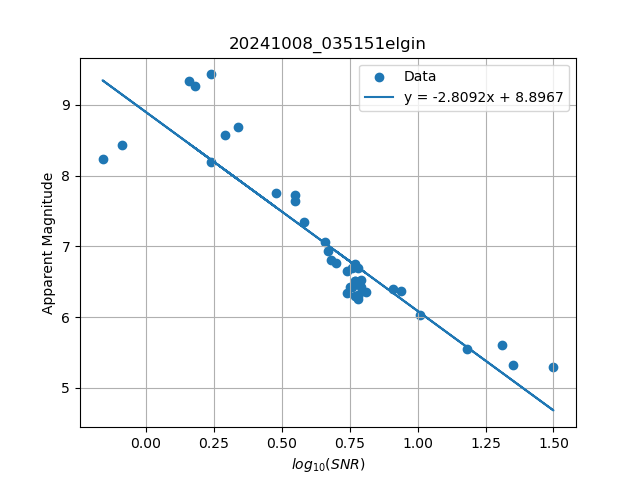 20241008_035151elgin
Data
y = -2.8092x + 8.8967
Apparent Magnitude
9
8
7
6
5
0.00 0.25 0.50 0.75 1.00 1.25 1.50
log₁₀(SNR)